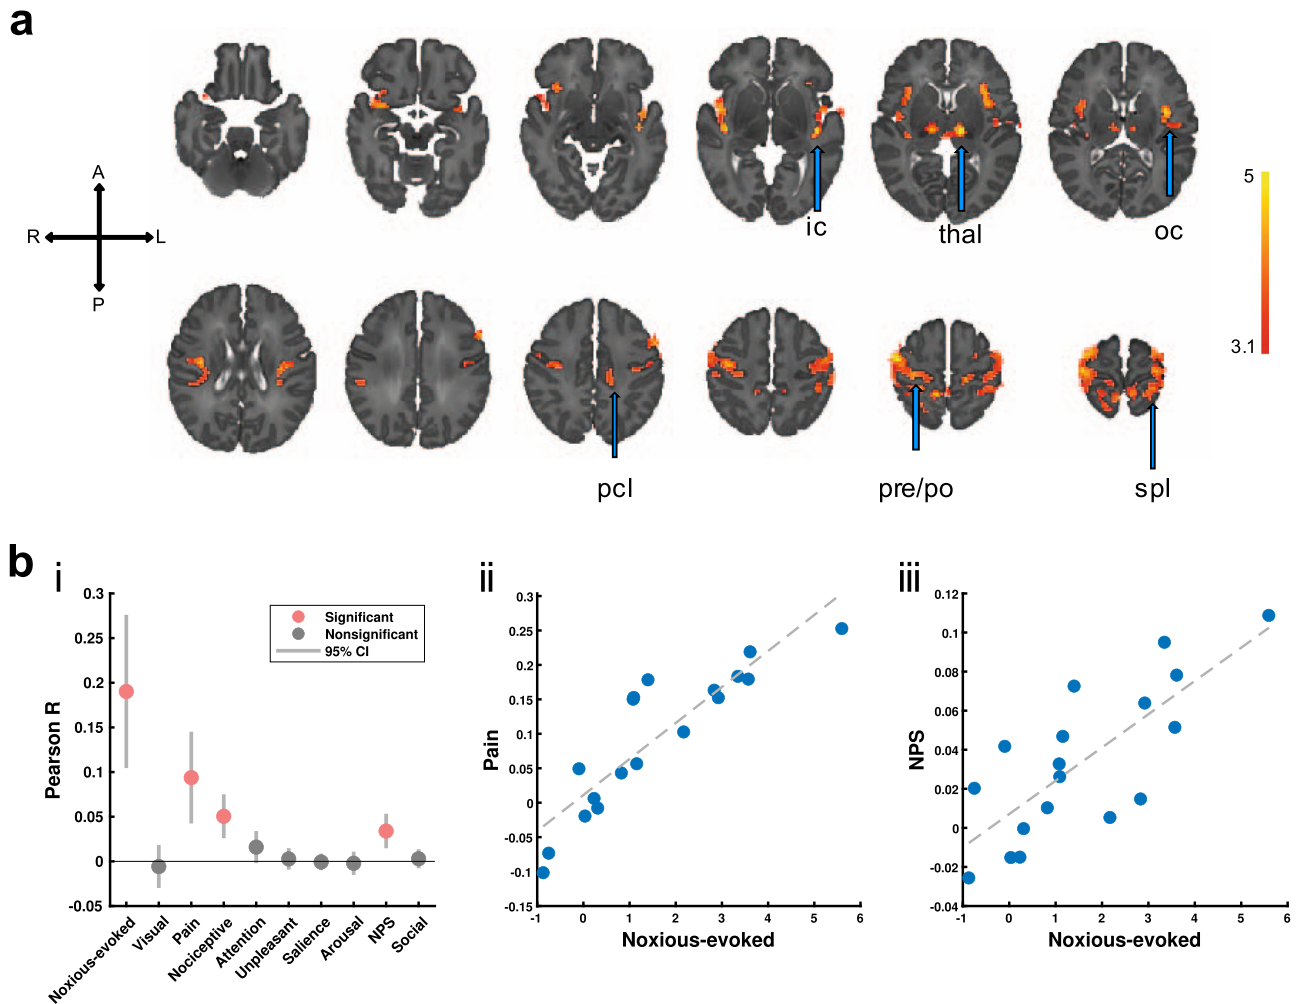 a
A
R L
P
5
3.1
ic
thal
oc
pcl
pre/po
spl
b
i
0.3
0.25
0.2
0.15
0.1
0.05
0
-0.05
Pearson R
Significant
Nonsignificant
95% CI
Noxious-evoked
Visual
Pain
Nociceptive
Attention
Unpleasant
Salience
Arousal
NPS
Social
ii
0.3
0.25
0.2
0.15
0.1
0.05
0
-0.05
-0.1
-0.15
Pain
-1 0 1 2 3 4 5 6
Noxious-evoked
iii
0.12
0.1
0.08
0.06
0.04
0.02
0
-0.02
-0.04
NPS
-1 0 1 2 3 4 5 6
Noxious-evoked